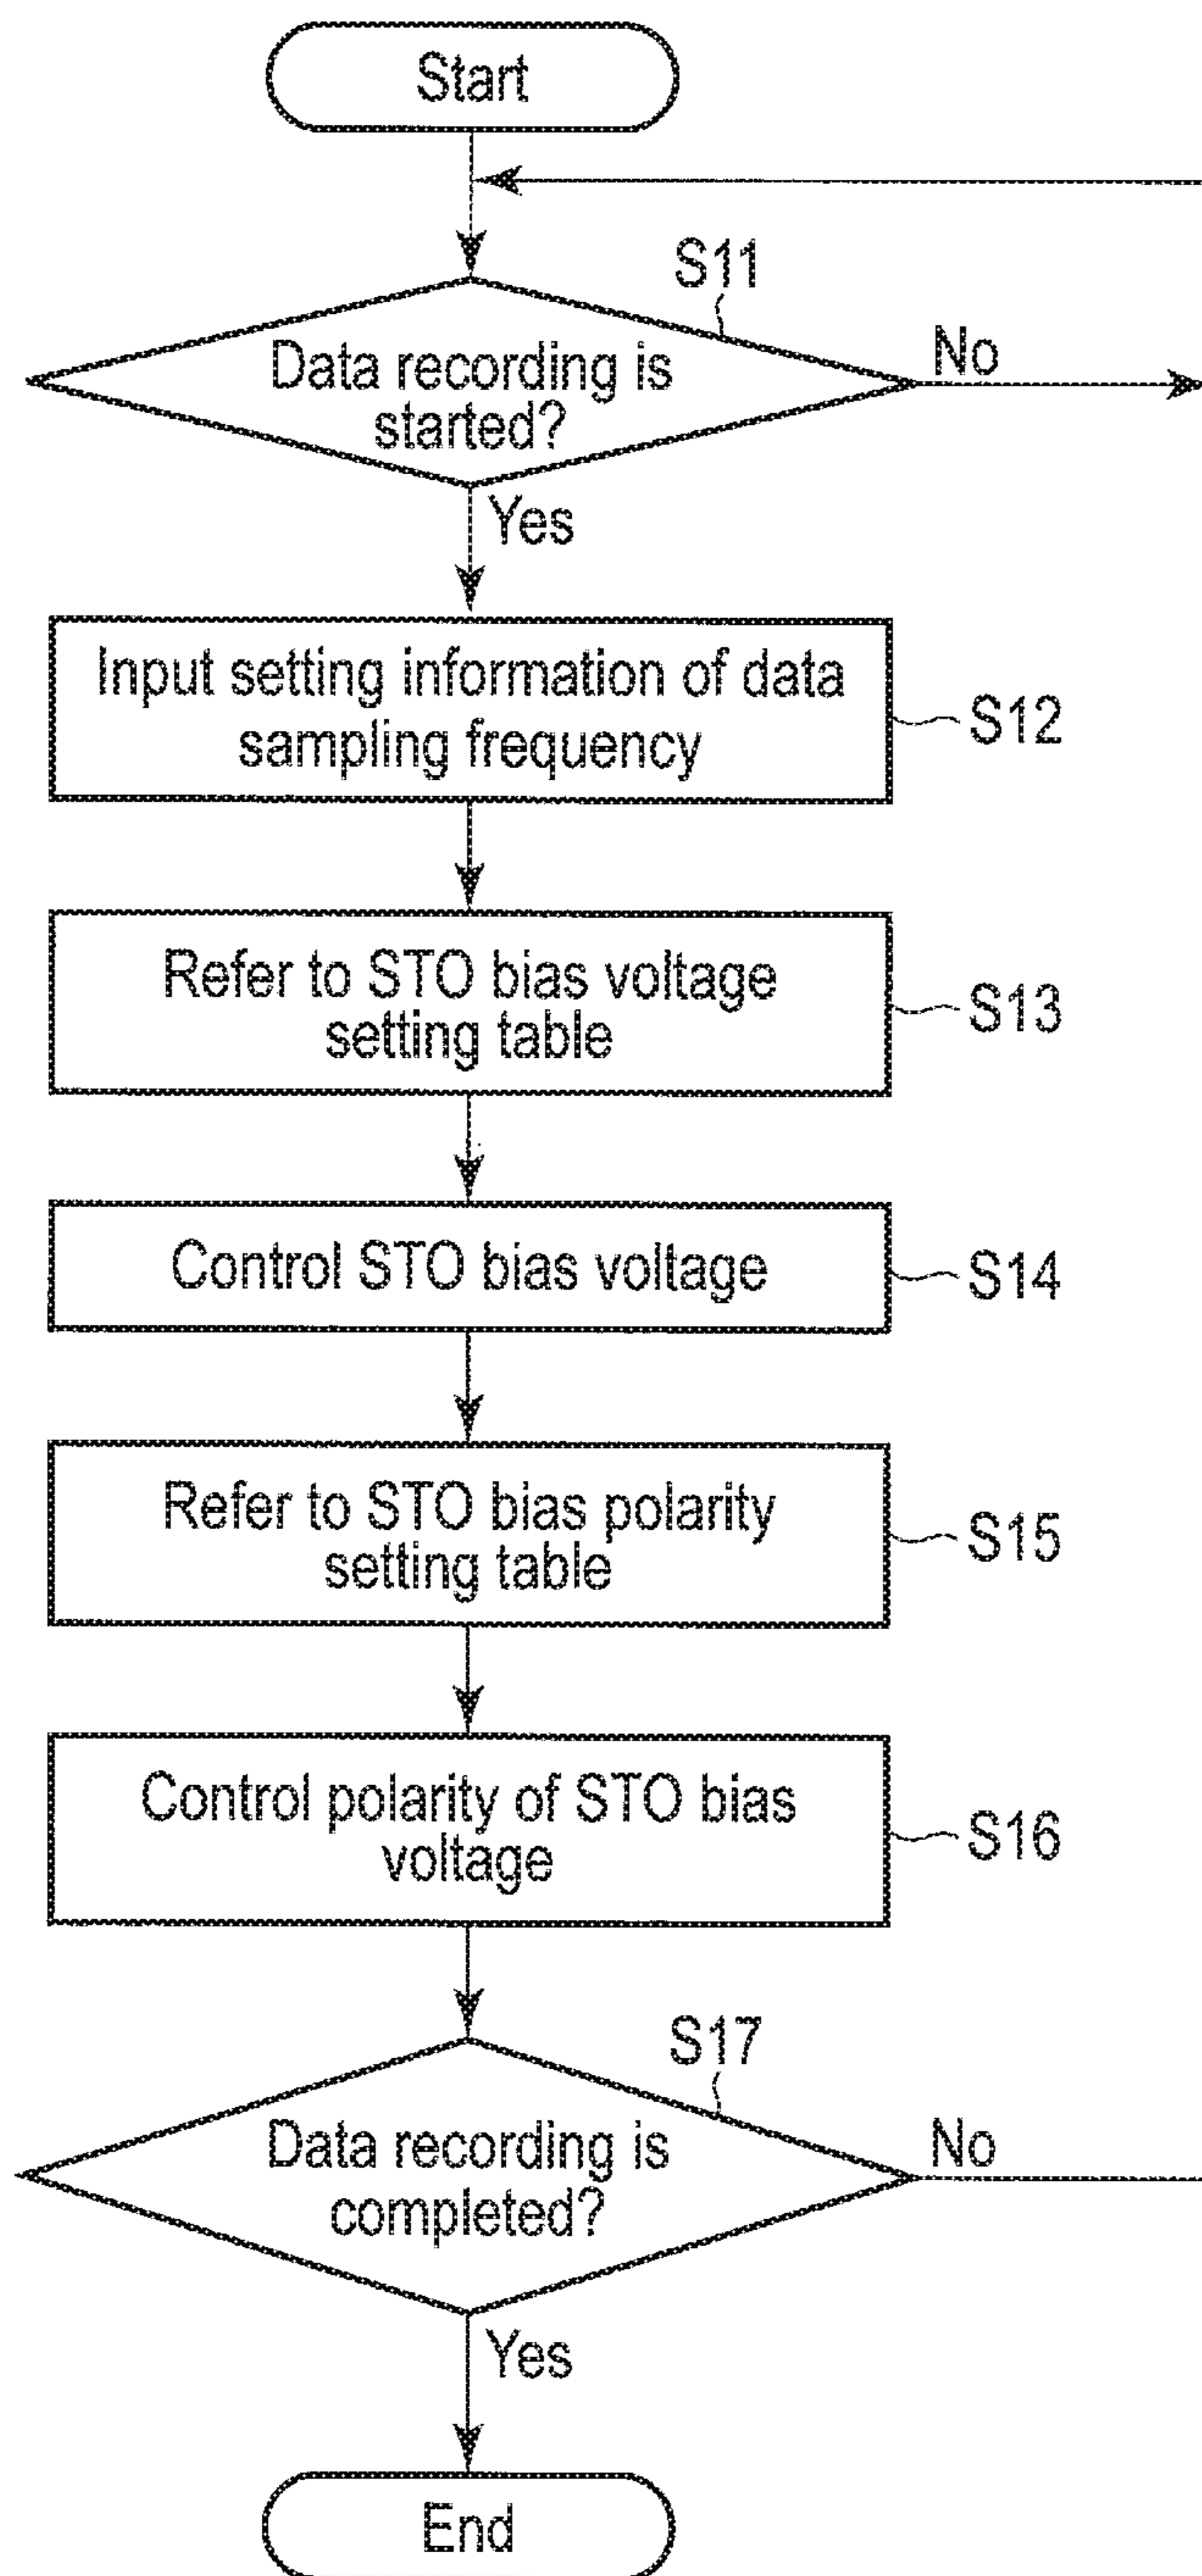 Start
S11
Data recording is
started?
No
Yes
Input setting information of data
sampling frequency
S12
Refer to STO bias voltage
setting table
S13
Control STO bias voltage
S14
Refer to STO bias polarity
setting table
S15
Control polarity of STO bias
voltage
S16
S17
Data recording is
completed?
No
Yes
End